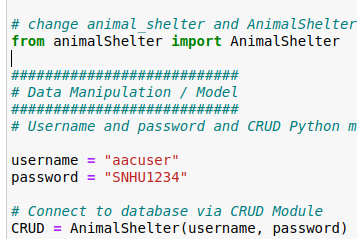 # change animal_shelter and AnimalShelter
from animalShelter import AnimalShelter
###########################
# Data Manipulation / Model
###########################
# Username and password and CRUD Python m
username = "aacuser"
password = "SNHU1234"
# Connect to database via CRUD Module
CRUD = AnimalShelter(username, password)